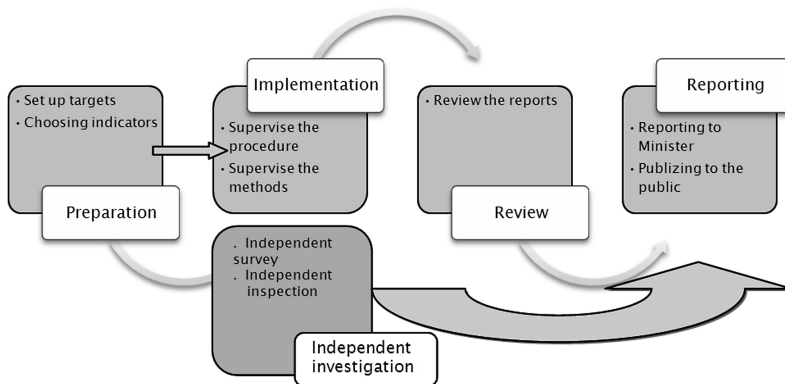 · Set up targets
· Choosing indicators
Preparation
Implementation
· Supervise the
procedure
· Supervise the
methods
. Independent
survey
. Independent
inspection
Independent
investigation
· Review the reports
Review
Reporting
· Reporting to
Minister
· Publizing to the
public